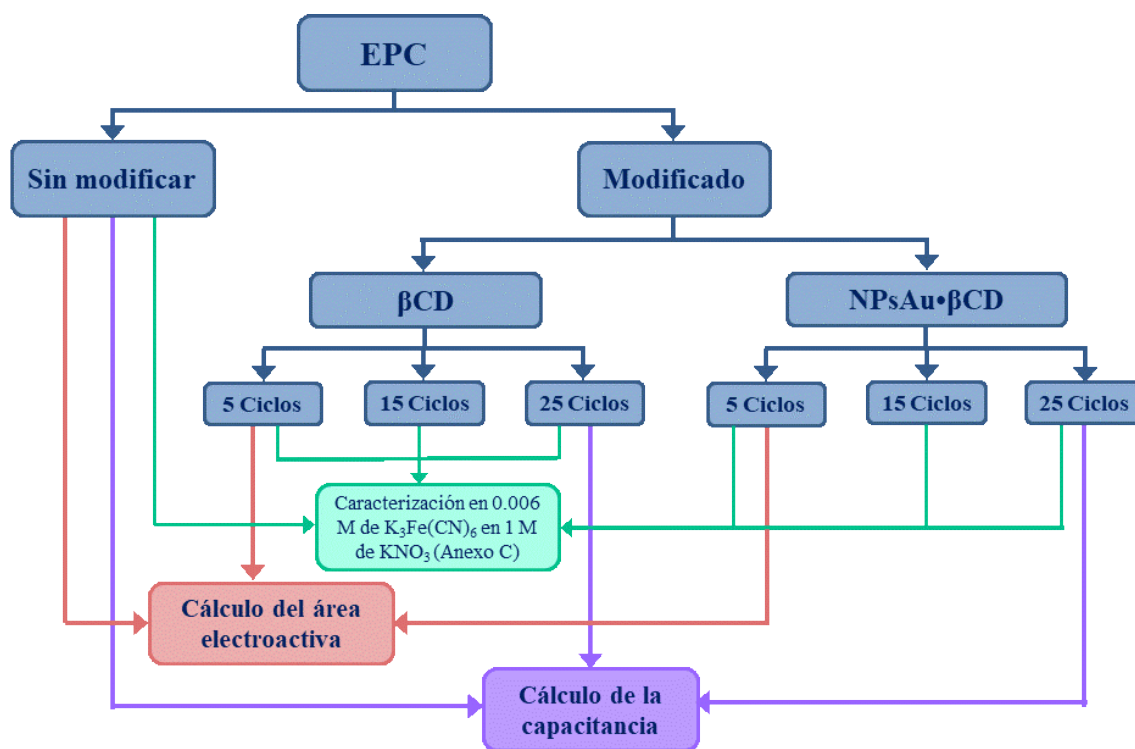 EPC
Sin modificar
Modificado
βCD
NPsAu•βCD
5 Ciclos
15 Ciclos
25 Ciclos
5 Ciclos
15 Ciclos
25 Ciclos
Caracterización en 0.006
M de K₃Fe(CN)₆ en 1 M
de KNO₃ (Anexo C)
Cálculo del área
electroactiva
Cálculo de la
capacitancia